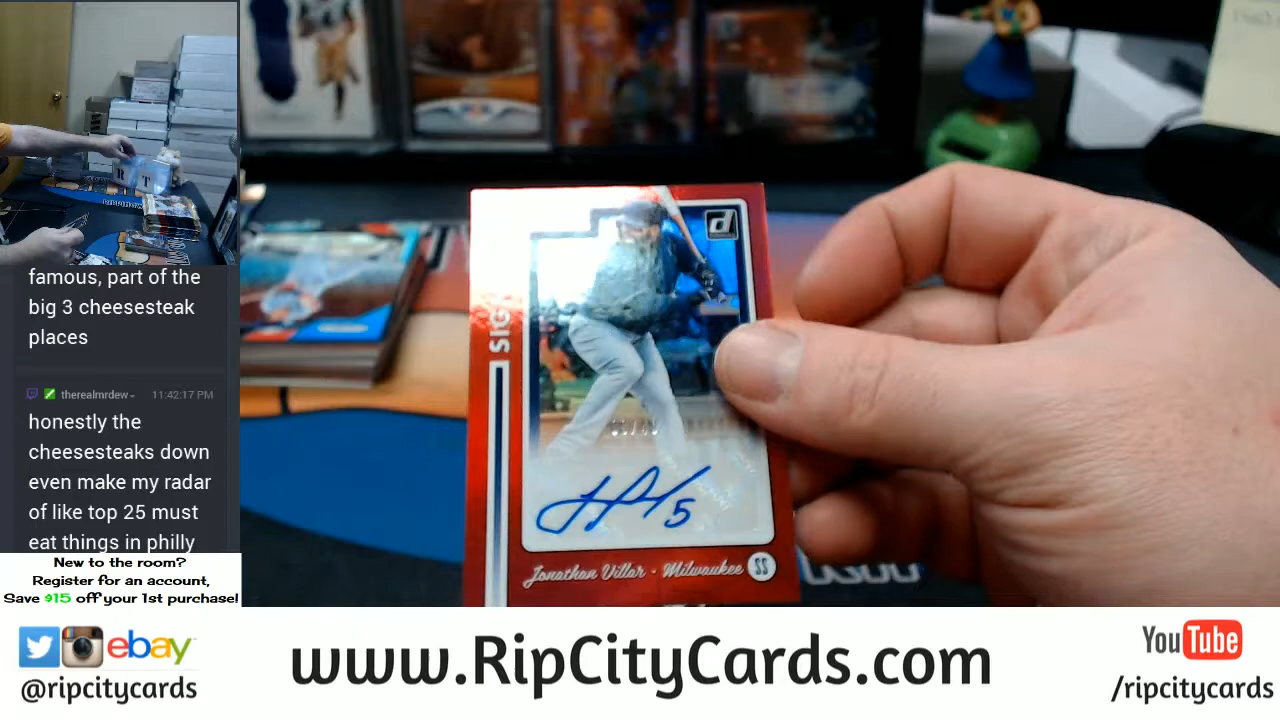 famous, part of the
big 3 cheesesteak
places
therealmrdew 11:42:17 PM
honestly the
cheesesteaks down
even make my radar
of like top 25 must
eat things in philly
New to the room?
Register for an account,
Save $15 off your 1st purchase!
d
SIG
5
Jonathan Villar - Milwaukee SS
ebay
@ripcitycards
www.RipCityCards.com
YouTube
/ripcitycards